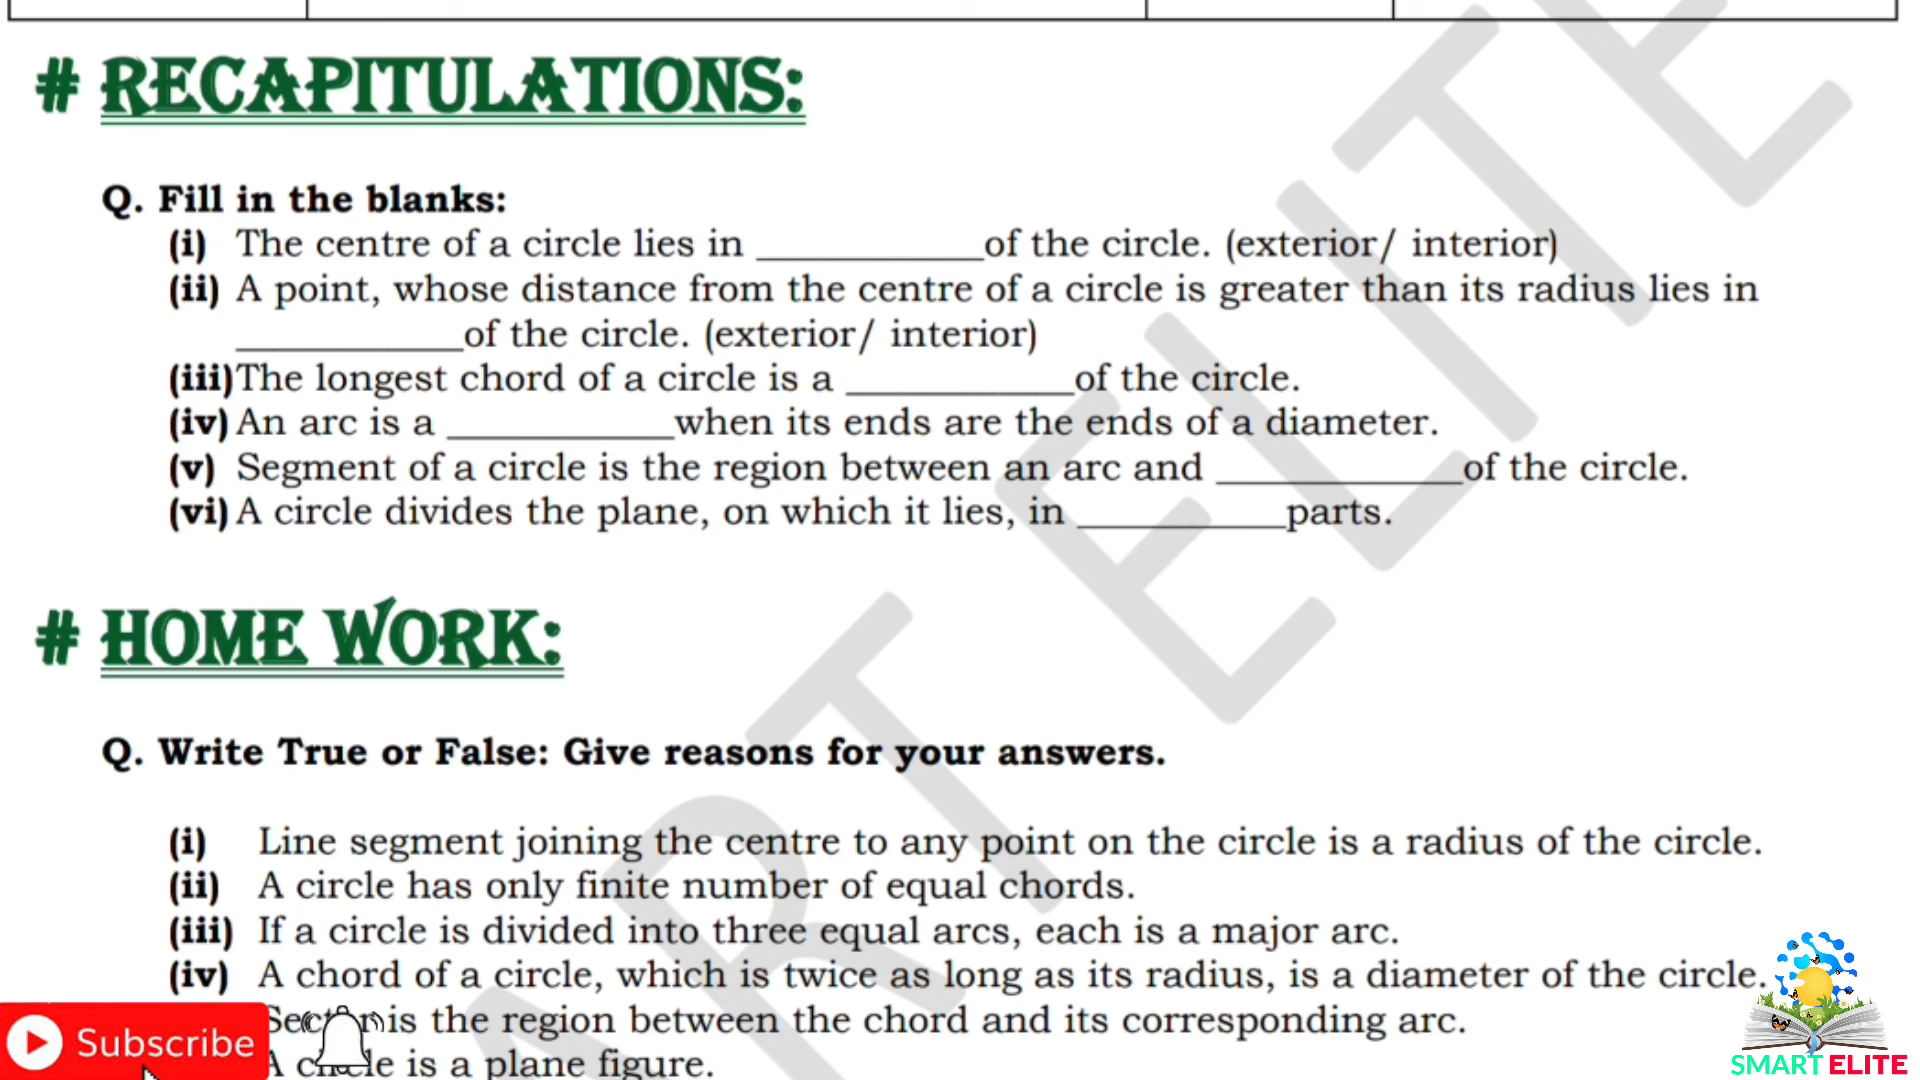 # RECAPITULATIONS:
Q. Fill in the blanks:
(i) The centre of a circle lies in ____________of the circle. (exterior/ interior)
(ii) A point, whose distance from the centre of a circle is greater than its radius lies in
____________of the circle. (exterior/ interior)
(iii)The longest chord of a circle is a ____________of the circle.
(iv) An arc is a ____________when its ends are the ends of a diameter.
(v) Segment of a circle is the region between an arc and _____________of the circle.
(vi) A circle divides the plane, on which it lies, in ___________parts.
# HOME WORK:
Q. Write True or False: Give reasons for your answers.
(i) Line segment joining the centre to any point on the circle is a radius of the circle.
(ii) A circle has only finite number of equal chords.
(iii) If a circle is divided into three equal arcs, each is a major arc.
(iv) A chord of a circle, which is twice as long as its radius, is a diameter of the circle.
is the region between the chord and its corresponding arc.
Subscribe
is a plane figure.
SMART ELITE